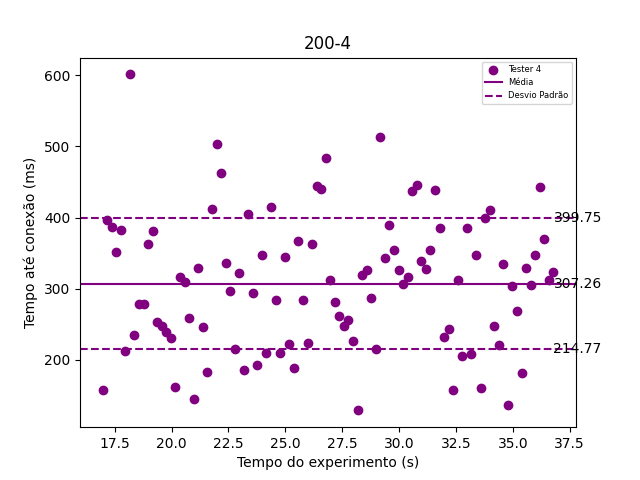 200-4
Tester 4
Média
Desvio Padrão
600
500
400
300
200
399.75
307.26
214.77
Tempo até conexão (ms)
17.5 20.0 22.5 25.0 27.5 30.0 32.5 35.0 37.5
Tempo do experimento (s)